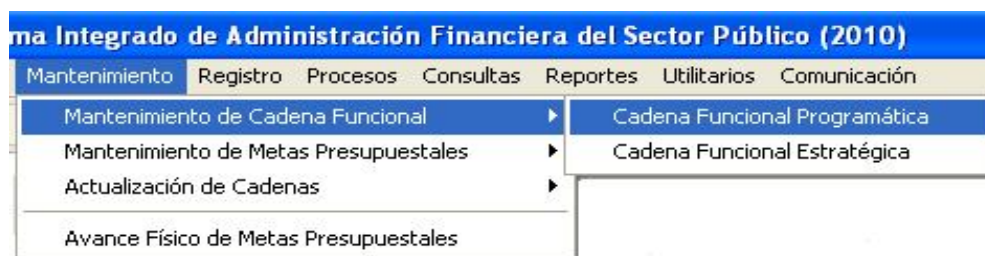 ma Integrado de Administración Financiera del Sector Público (2010)
Mantenimiento Registro Procesos Consultas Reportes Utilitarios Comunicación
Mantenimiento de Cadena Funcional Cadena Funcional Programática
Mantenimiento de Metas Presupuestales Cadena Funcional Estratégica
Actualización de Cadenas
Avance Físico de Metas Presupuestales